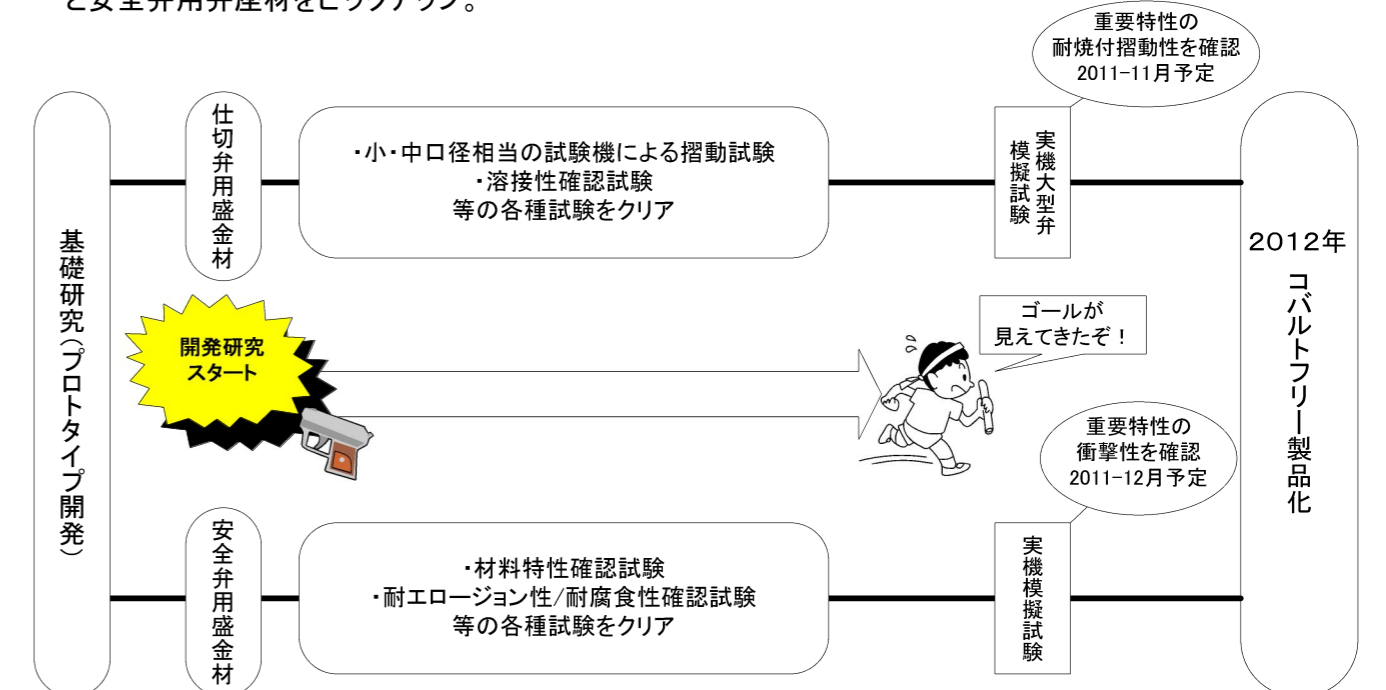 と安全弁用弁座材をピックアップ。
重要特性の
耐焼付摺動性を確認
2011-11月予定
基礎研究(プロトタイプ開発)
仕切弁用盛金材
・小・中口径相当の試験機による摺動試験
・溶接性確認試験
等の各種試験をクリア
実機大型弁
模擬試験
2012年
コバルトフリー製品化
開発研究
スタート
ゴールが
見えてきたぞ！
重要特性の
衝撃性を確認
2011-12月予定
安全弁用盛金材
・材料特性確認試験
・耐エロージョン性/耐腐食性確認試験
等の各種試験をクリア
実機模擬試験